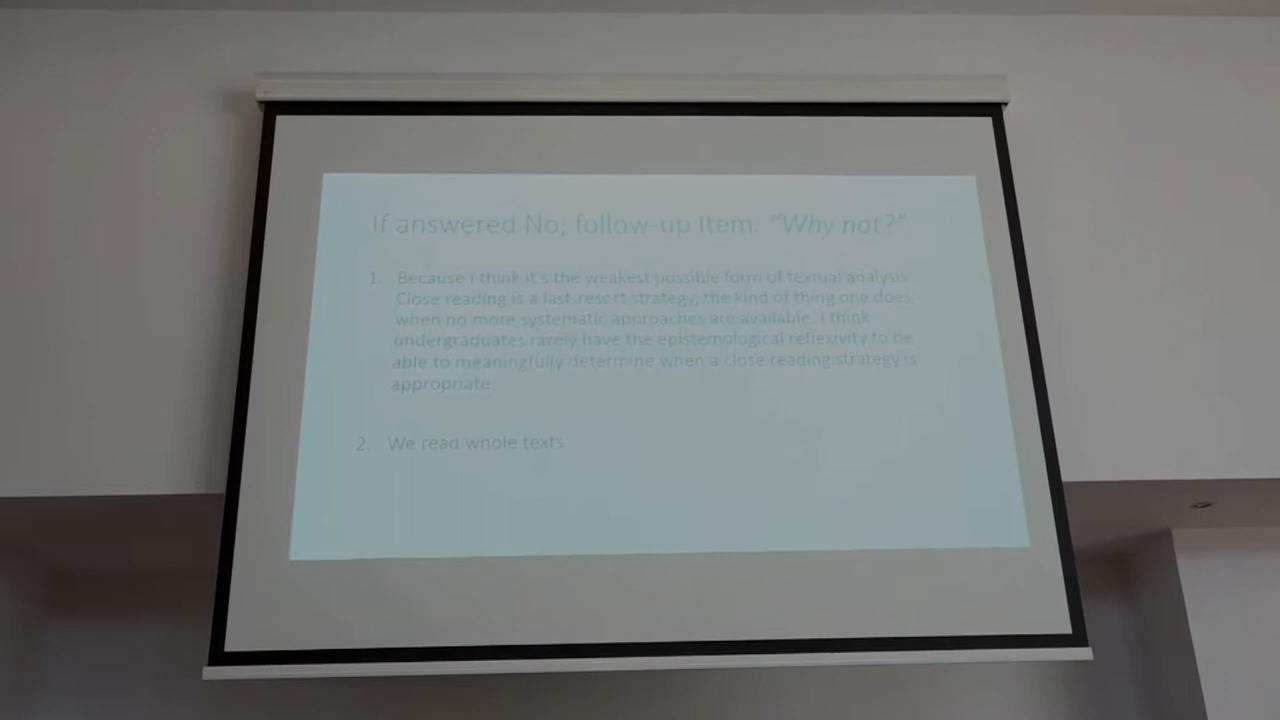 If answered No; follow-up Item: "Why not?"
1. Because I think it's the weakest possible form of textual analysis.
Close reading is a last-resort strategy, the kind of thing one does
when no more systematic approaches are available. I think
undergraduates rarely have the epistemological reflexivity to be
able to meaningfully determine when a close reading strategy is
appropriate.
2. We read whole texts